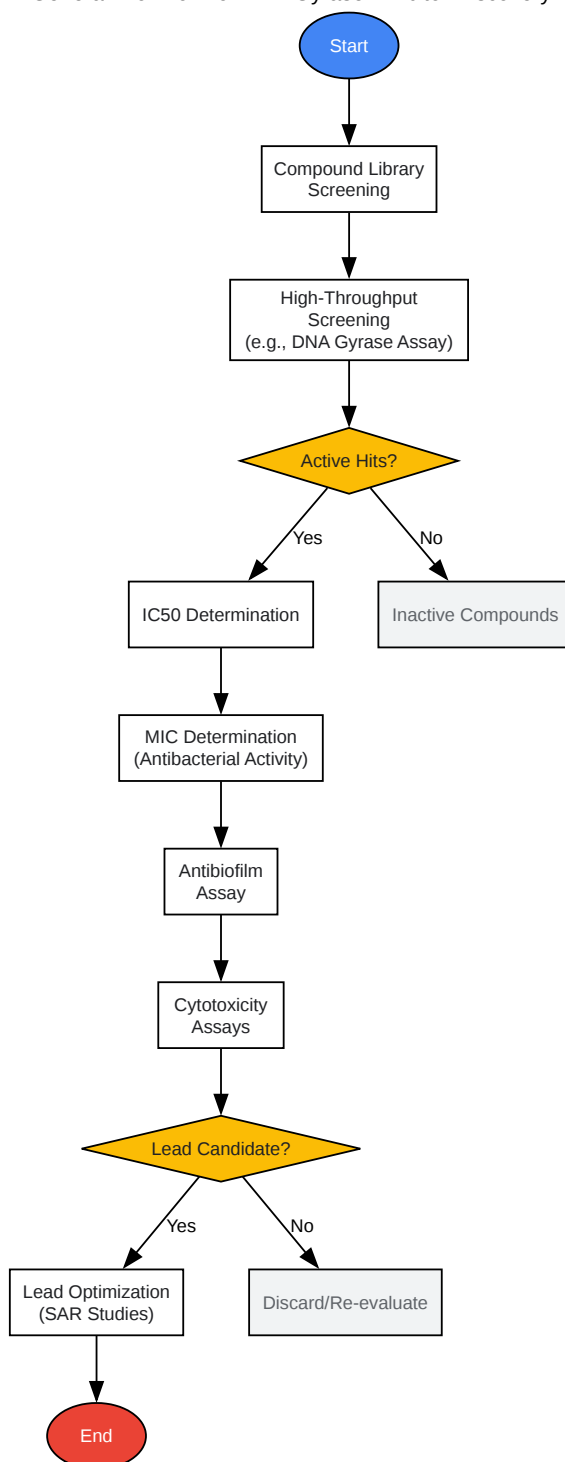 Start
Compound Library
Screening
High-Throughput
Screening
(e.g., DNA Gyrase Assay)
Active Hits?
Yes
No
IC50 Determination
Inactive Compounds
MIC Determination
(Antibacterial Activity)
Antibiofilm
Assay
Cytotoxicity
Assays
Lead Candidate?
Yes
No
Lead Optimization
(SAR Studies)
Discard/Re-evaluate
End